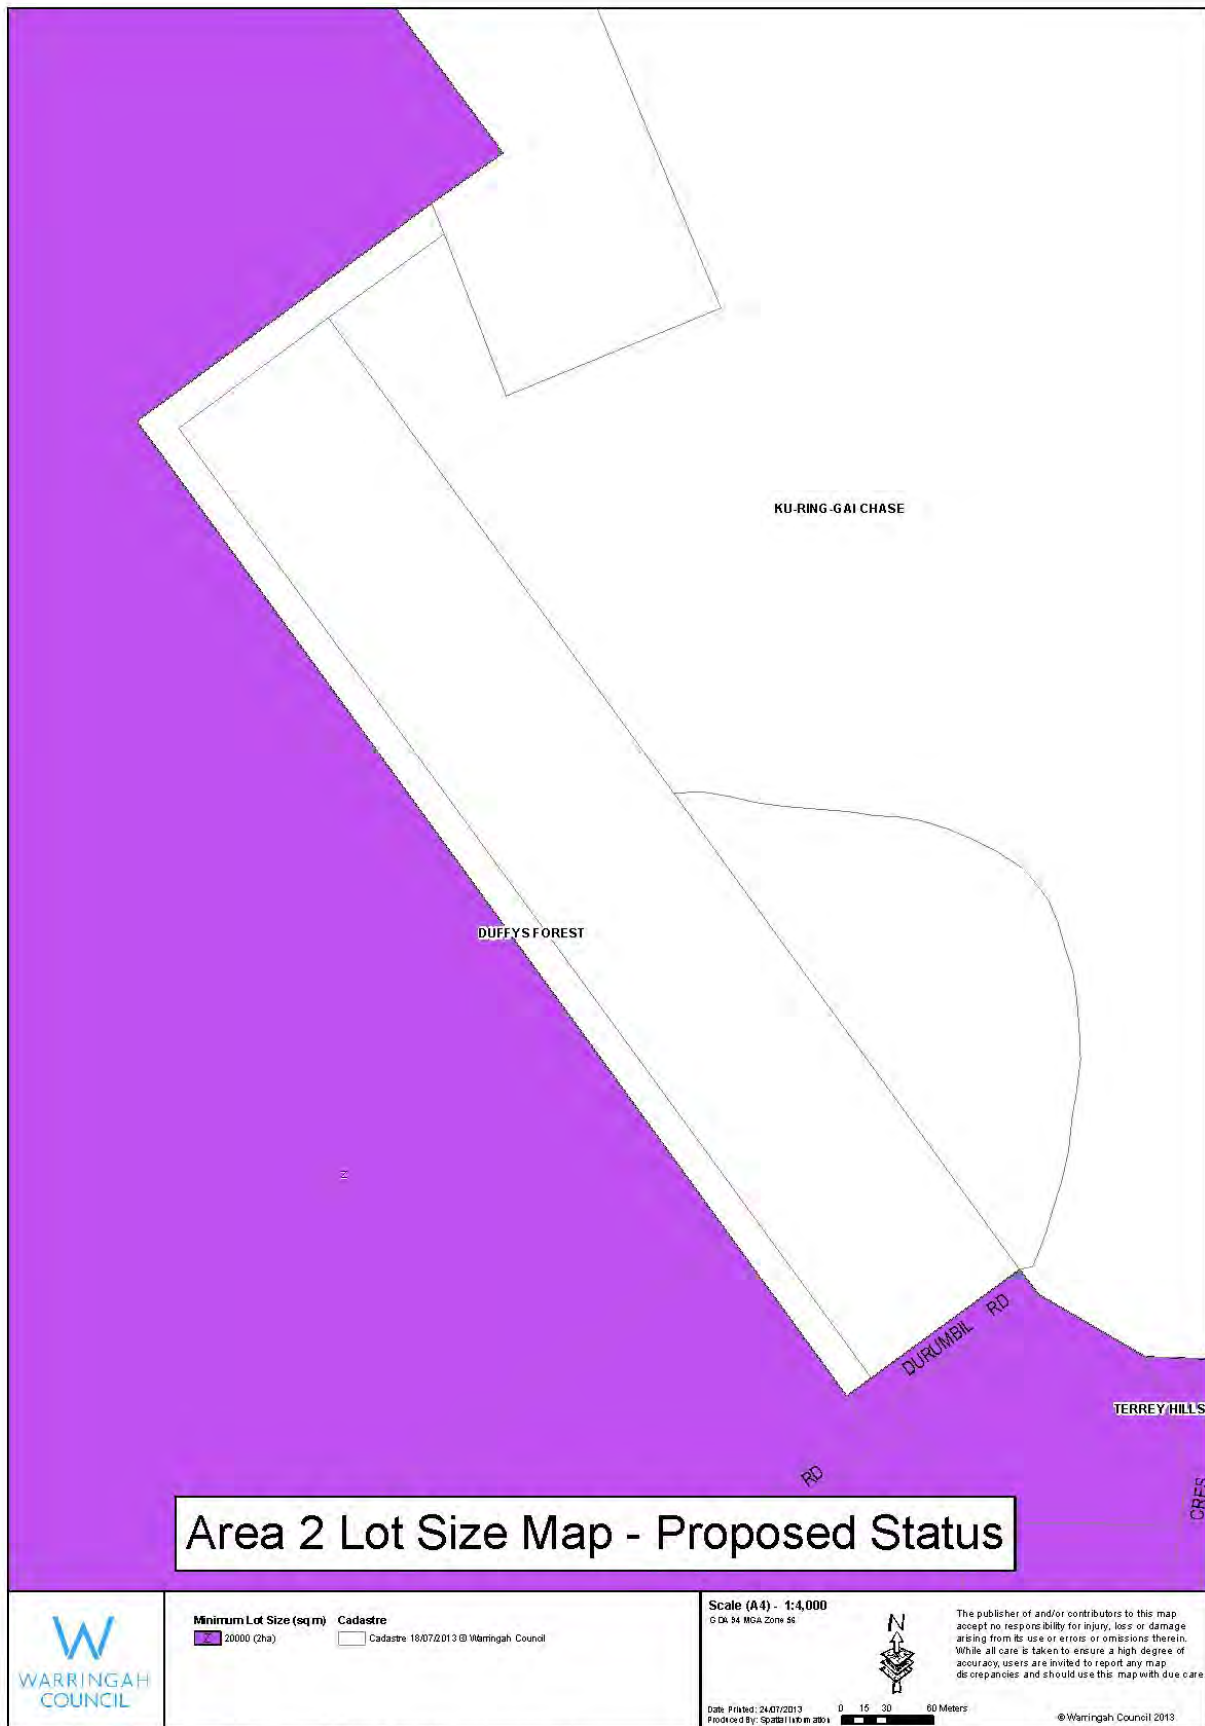 KU-RING-GAI CHASE
DUFFYS FOREST
Z
DURUMBIL RD
TERREY HILLS
RD
CRES
Area 2 Lot Size Map - Proposed Status
WARRINGAH
COUNCIL
Minimum Lot Size (sq m)
Z 20000 (2ha)
Cadastre
Cadastre 18/07/2013 © Warringah Council
Scale (A4) - 1:4,000
GDA 94 MGA Zone 56
N
Date Printed: 24/07/2013
Produced By: Spatial Information
0 15 30 60 Meters
The publisher of and/or contributors to this map
accept no responsibility for injury, loss or damage
arising from its use or errors or omissions therein.
While all care is taken to ensure a high degree of
accuracy, users are invited to report any map
discrepancies and should use this map with due care
© Warringah Council 2013